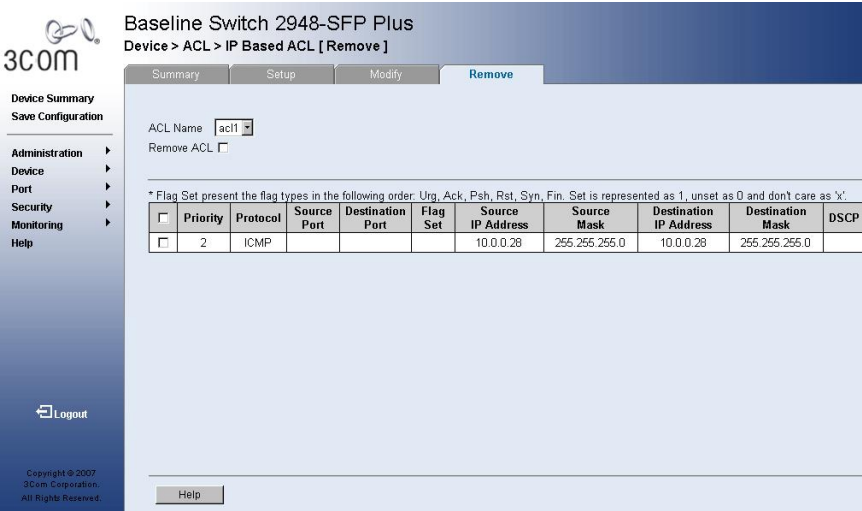 3COM
Baseline Switch 2948-SFP Plus
Device > ACL > IP Based ACL [ Remove ]
Summary Setup Modify Remove
Device Summary
Save Configuration
Administration
Device
Port
Security
Monitoring
Help
Logout
Copyright © 2007
3Com Corporation.
All Rights Reserved.
ACL Name acl1
Remove ACL
* Flag Set present the flag types in the following order: Urg, Ack, Psh, Rst, Syn, Fin. Set is represented as 1, unset as 0 and don't care as 'x'.
Priority Protocol Source Port Destination Port Flag Set Source IP Address Source Mask Destination IP Address Destination Mask DSCP
2 ICMP 10.0.0.28 255.255.255.0 10.0.0.28 255.255.255.0
Help